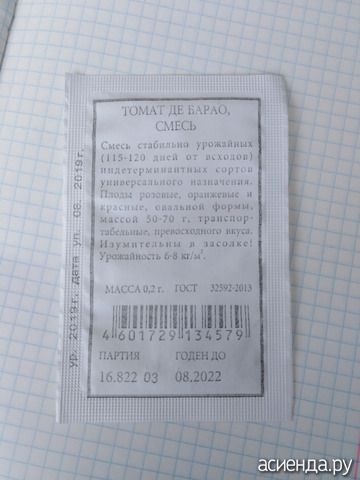 ТОМАТ ДЕ БАРАО,
СМЕСЬ
Смесь стабильно урожайных
(115-120 дней от всходов)
индетерминантных сортов
универсального назначения.
Плоды розовые, оранжевые и
красные, овальной формы,
массой 50-70 г, транспор-
табельные, превосходного вкуса.
Изумительны в засолке!
Урожайность 6-8 кг/м².
МАССА 0,2 г. ГОСТ 32592-2013
4 601729 134579
ПАРТИЯ ГОДЕН ДО
16.822 03 08.2022
ур. 2019 г. дата уп. 08. 2019 г.
асиенда.ру